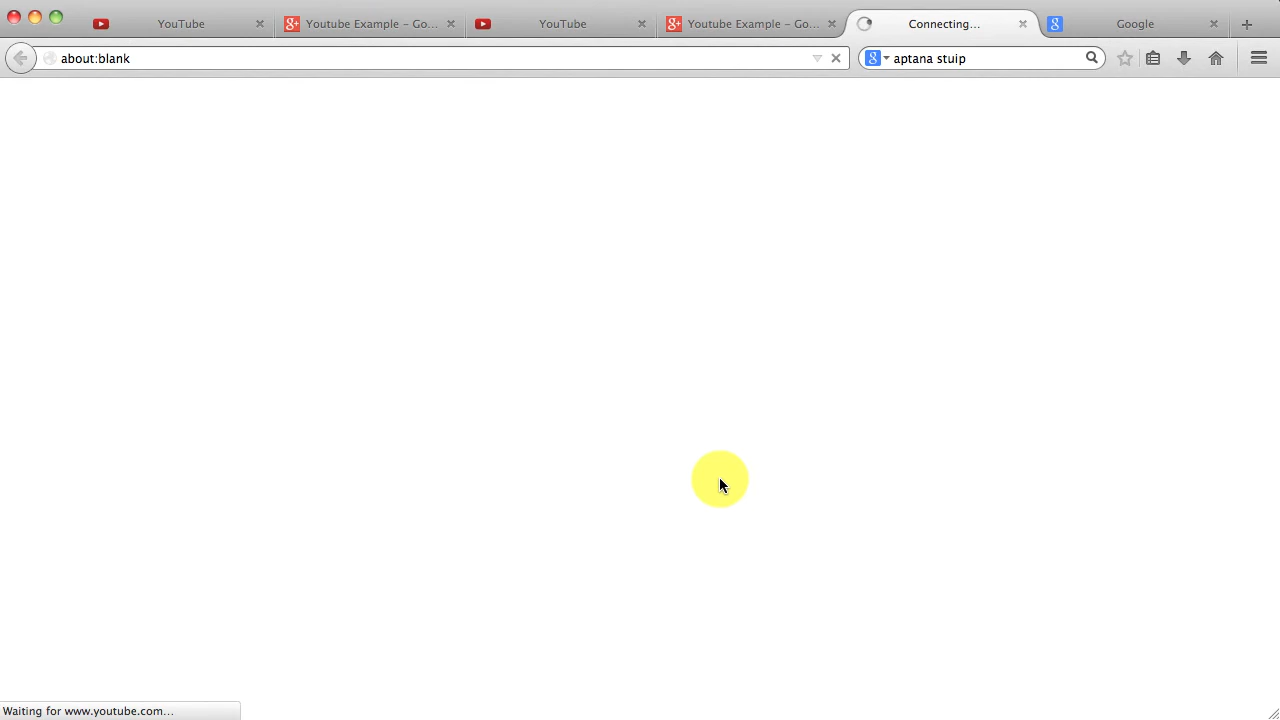 YouTube
Youtube Example - Go...
YouTube
Youtube Example - Go...
Connecting...
Google
about:blank
aptana stuip
Waiting for www.youtube.com...